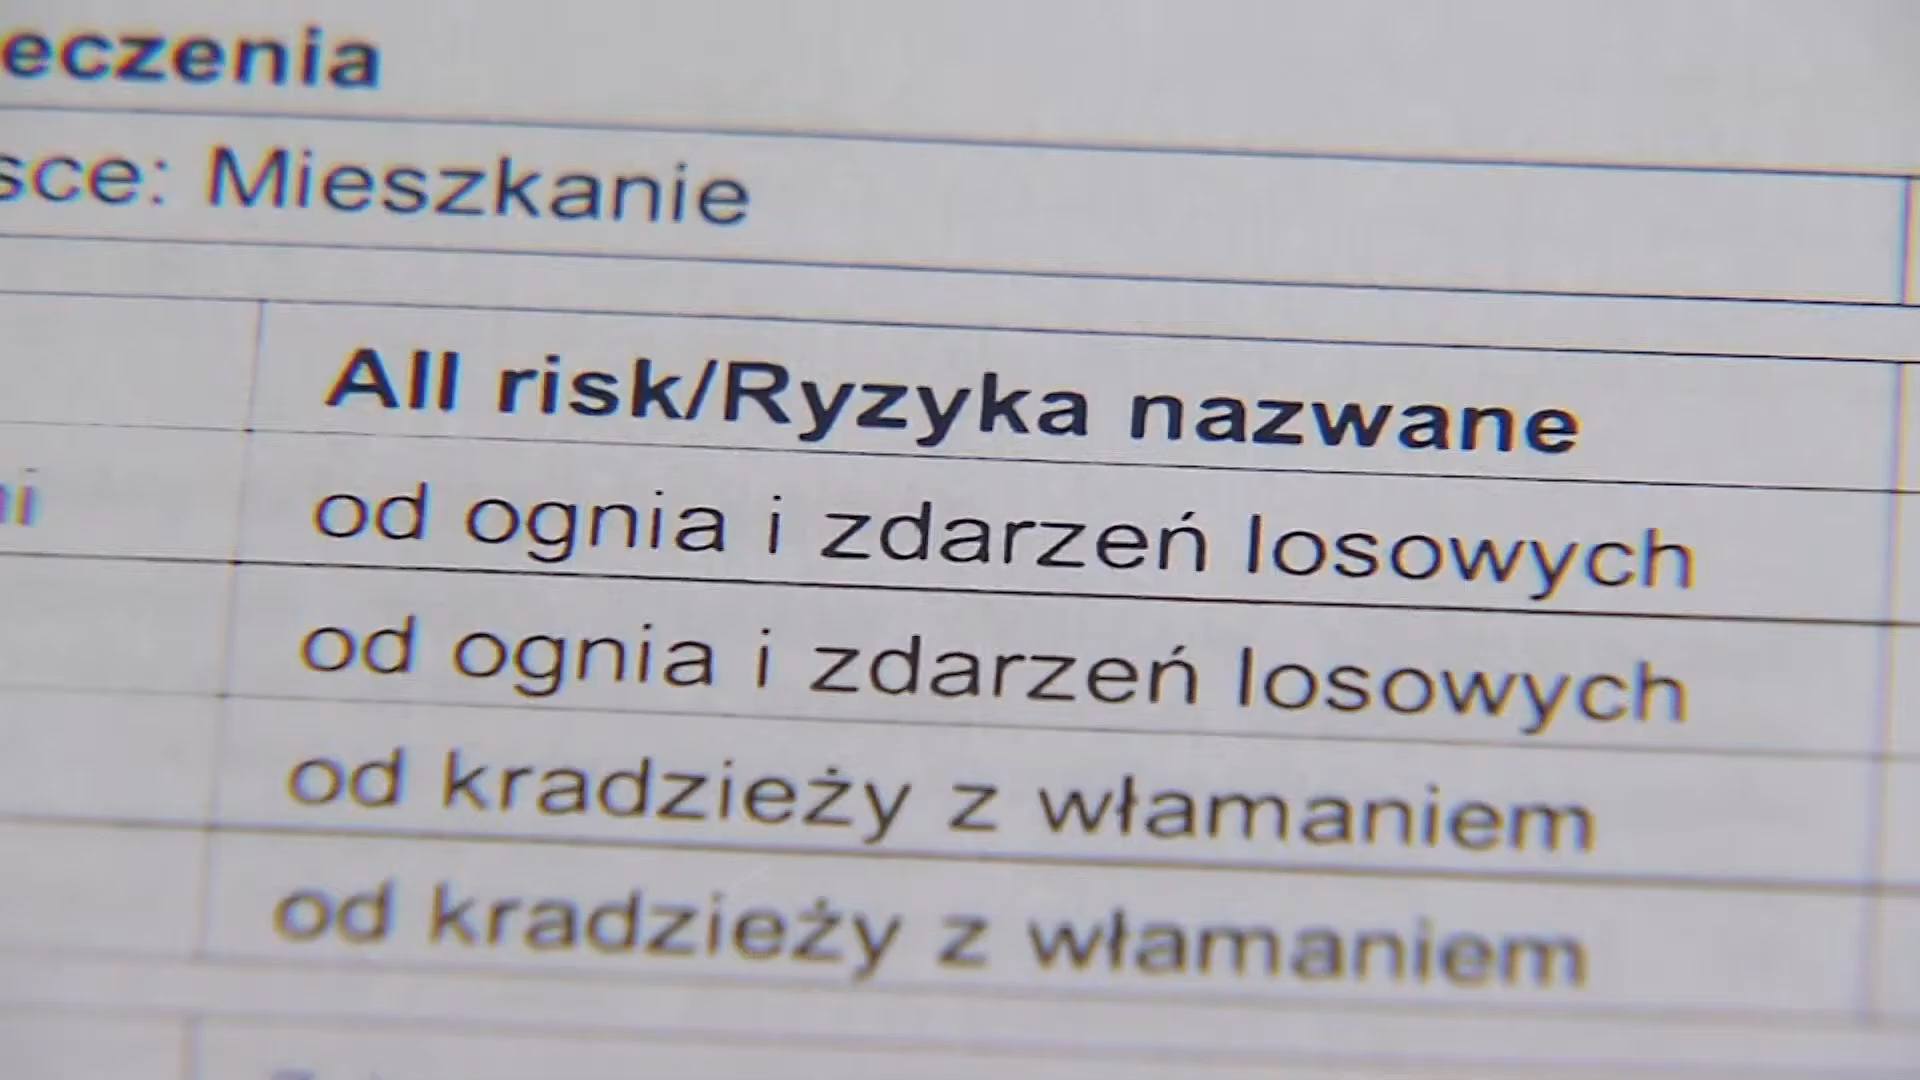 eczenia
sce: Mieszkanie
All risk/Ryzyka nazwane
ni od ognia i zdarzeń losowych
od ognia i zdarzeń losowych
od kradzieży z włamaniem
od kradzieży z włamaniem